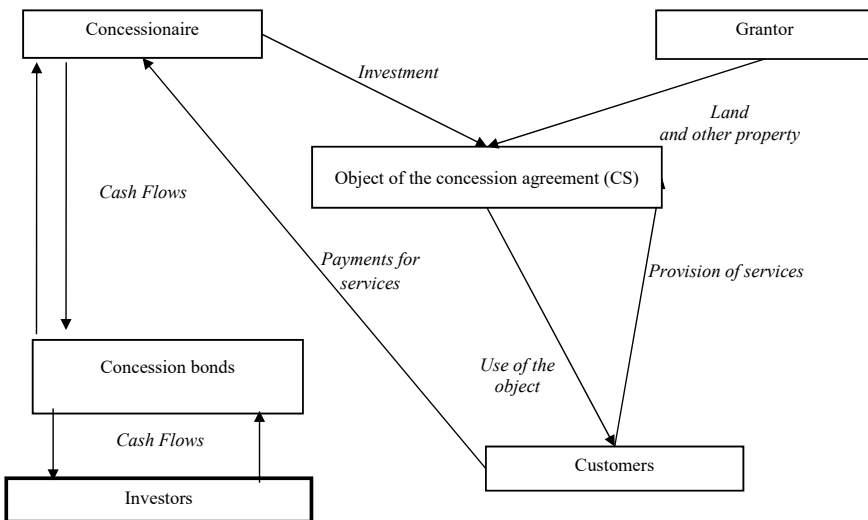 Concessionaire
Grantor
Investment
Land
and other property
Object of the concession agreement (CS)
Cash Flows
Payments for
services
Provision of services
Concession bonds
Use of the
object
Cash Flows
Customers
Investors